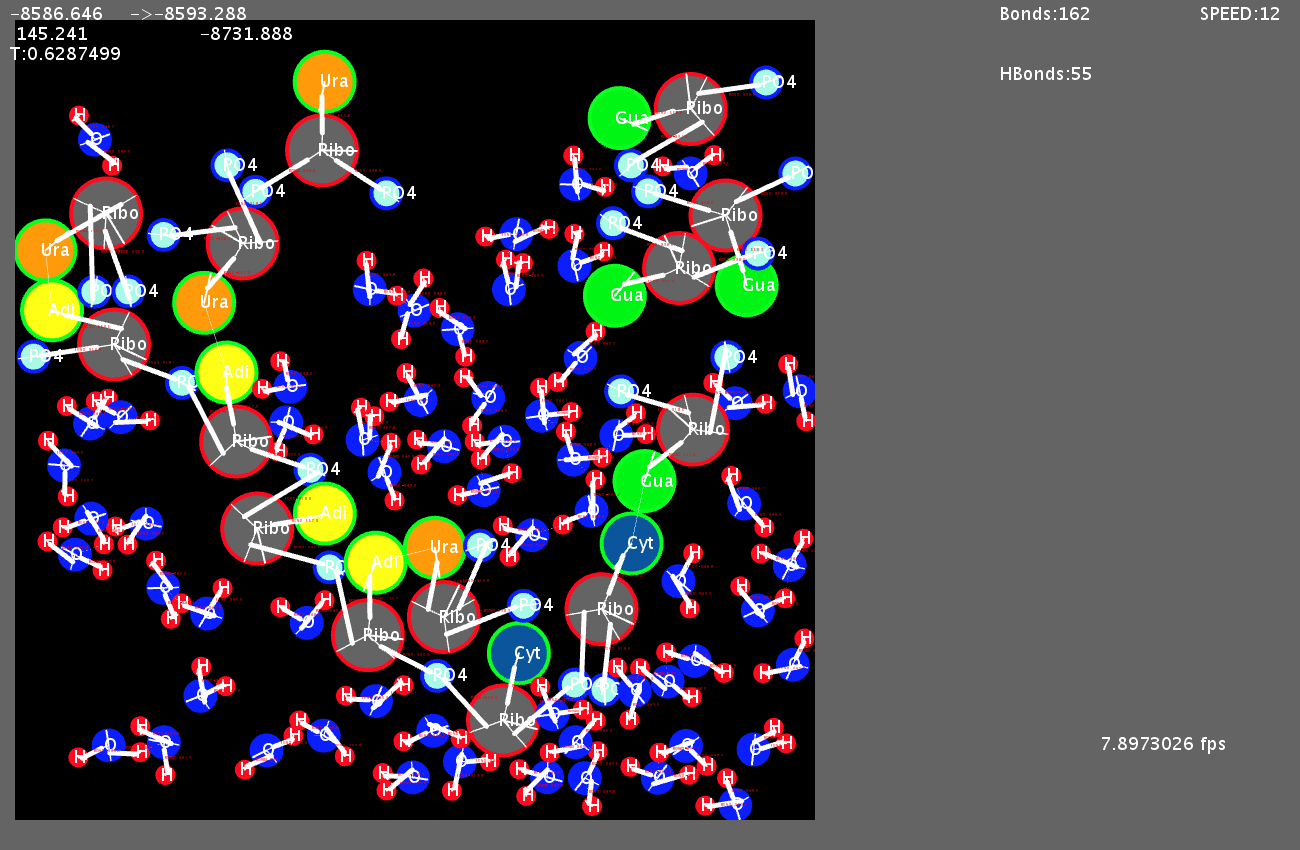 -8586.646 ->-8593.288 Bonds:162 SPEED:12
145.241 -8731.888
T:0.6287499 HBonds:55
Ura
PO4
Gua Ribo
H
O
Ribo
PO4 PO4 PO4
H H O H
PO4 PO
H O H PO4
Ribo Ribo
PO4 Ribo PO4
H O H
Ura H O H PO4
Ribo
H H H
PO4 PO4 O O Gua Gua
Ura H O H
Adi H O H
Ribo H O H
PO4 H O PO4
PO Adi H H H
H O H O H O H PO4 O H
H H O H H O H O H
Ribo H O H H O H O H Ribo
H O H H O H O H
PO4 H O H O H Gua
H O H H O H
Adi
Ribo H O H
H O H Cyt
PO Adi Ura PO4
H O H
PO4 Ribo
H O H Ribo
Ribo Cyt
PO4 PO4
H O H
Ribo
H O H
7.8973026 fps
H O H